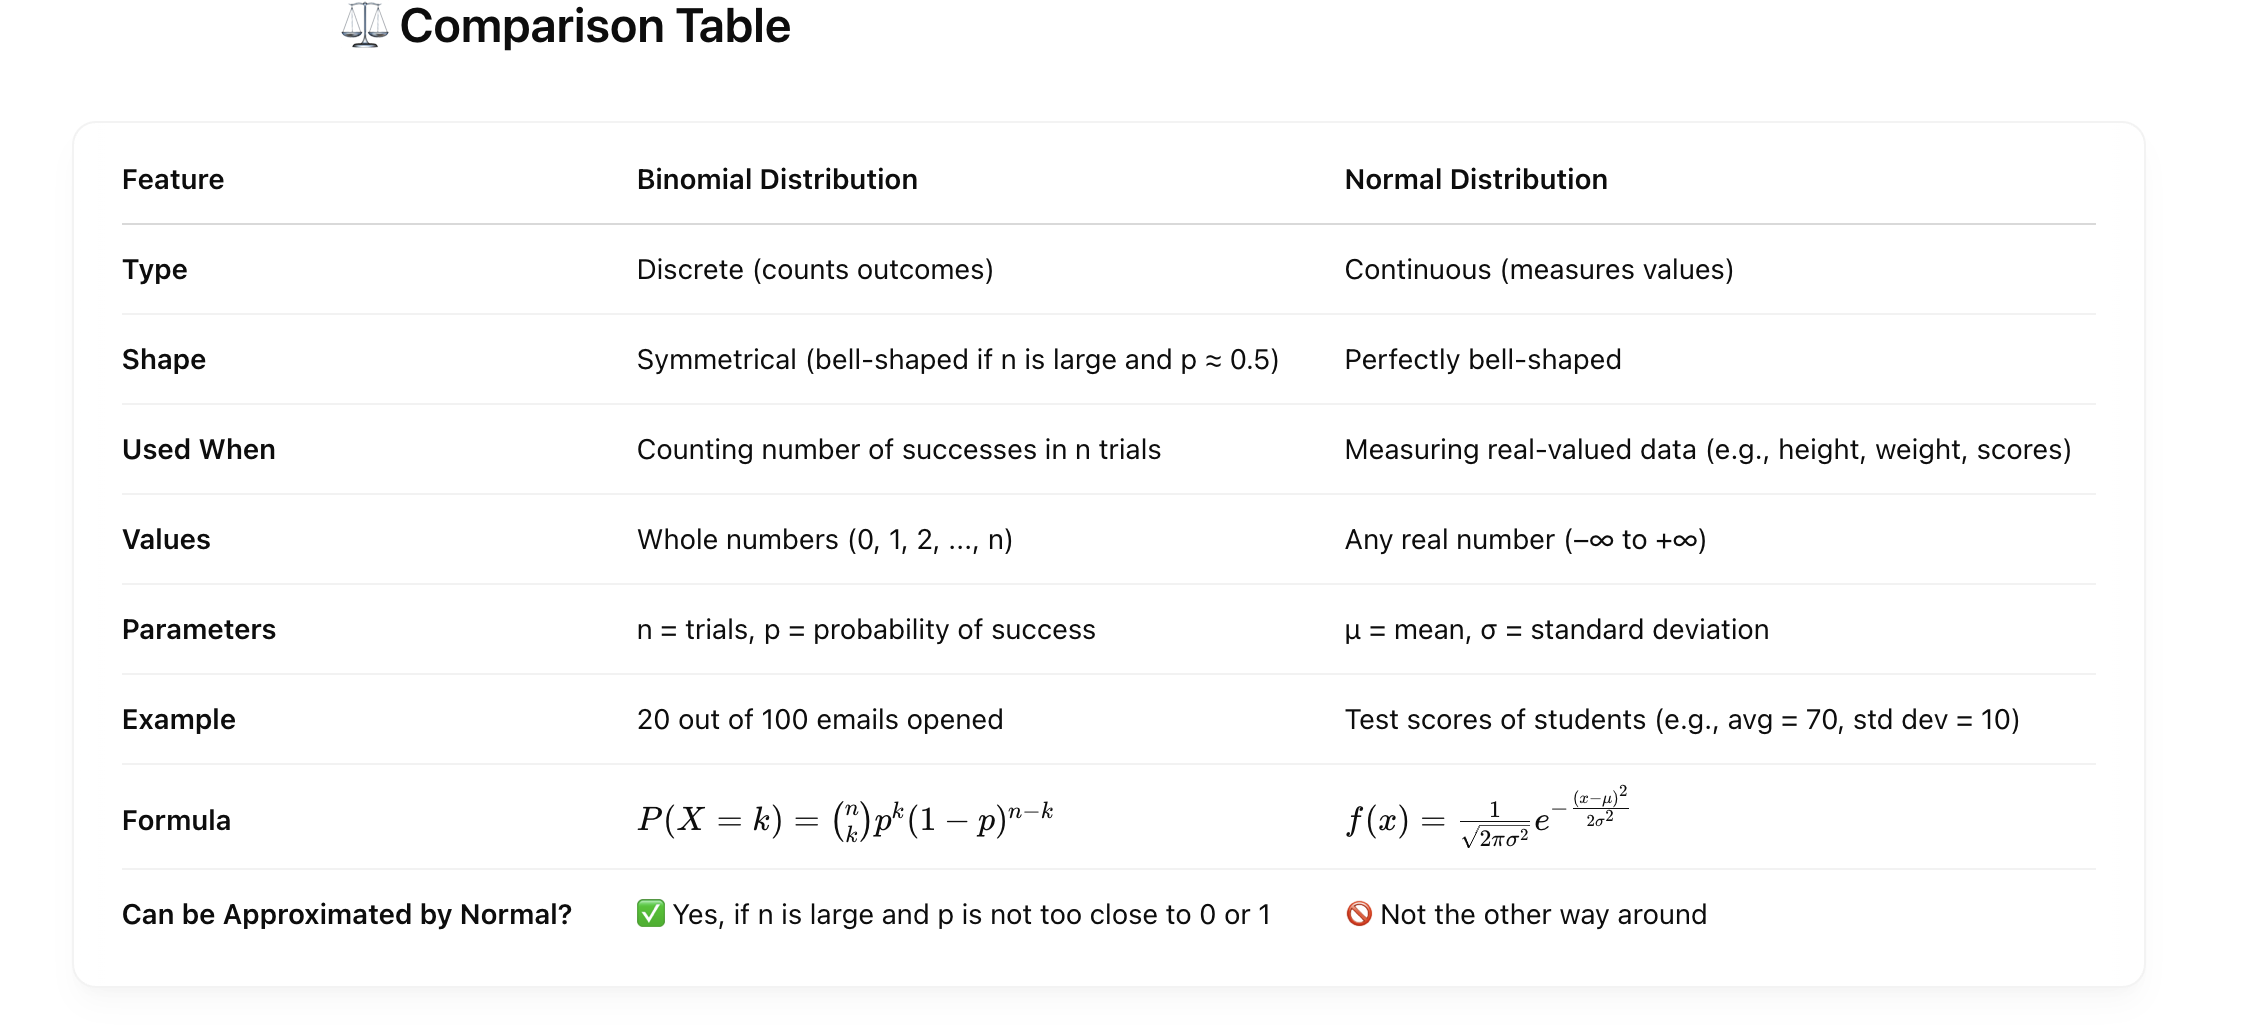 ⚖️ Comparison Table
Feature Binomial Distribution Normal Distribution
Type Discrete (counts outcomes) Continuous (measures values)
Shape Symmetrical (bell-shaped if n is large and p ≈ 0.5) Perfectly bell-shaped
Used When Counting number of successes in n trials Measuring real-valued data (e.g., height, weight, scores)
Values Whole numbers (0, 1, 2, ..., n) Any real number (−∞ to +∞)
Parameters n = trials, p = probability of success μ = mean, σ = standard deviation
Example 20 out of 100 emails opened Test scores of students (e.g., avg = 70, std dev = 10)
Formula $P(X = k) = \binom{n}{k} p^k (1 - p)^{n-k}$ $f(x) = \frac{1}{\sqrt{2\pi\sigma^2}} e^{-\frac{(x-\mu)^2}{2\sigma^2}}$
Can be Approximated by Normal? ✅ Yes, if n is large and p is not too close to 0 or 1 🚫 Not the other way around